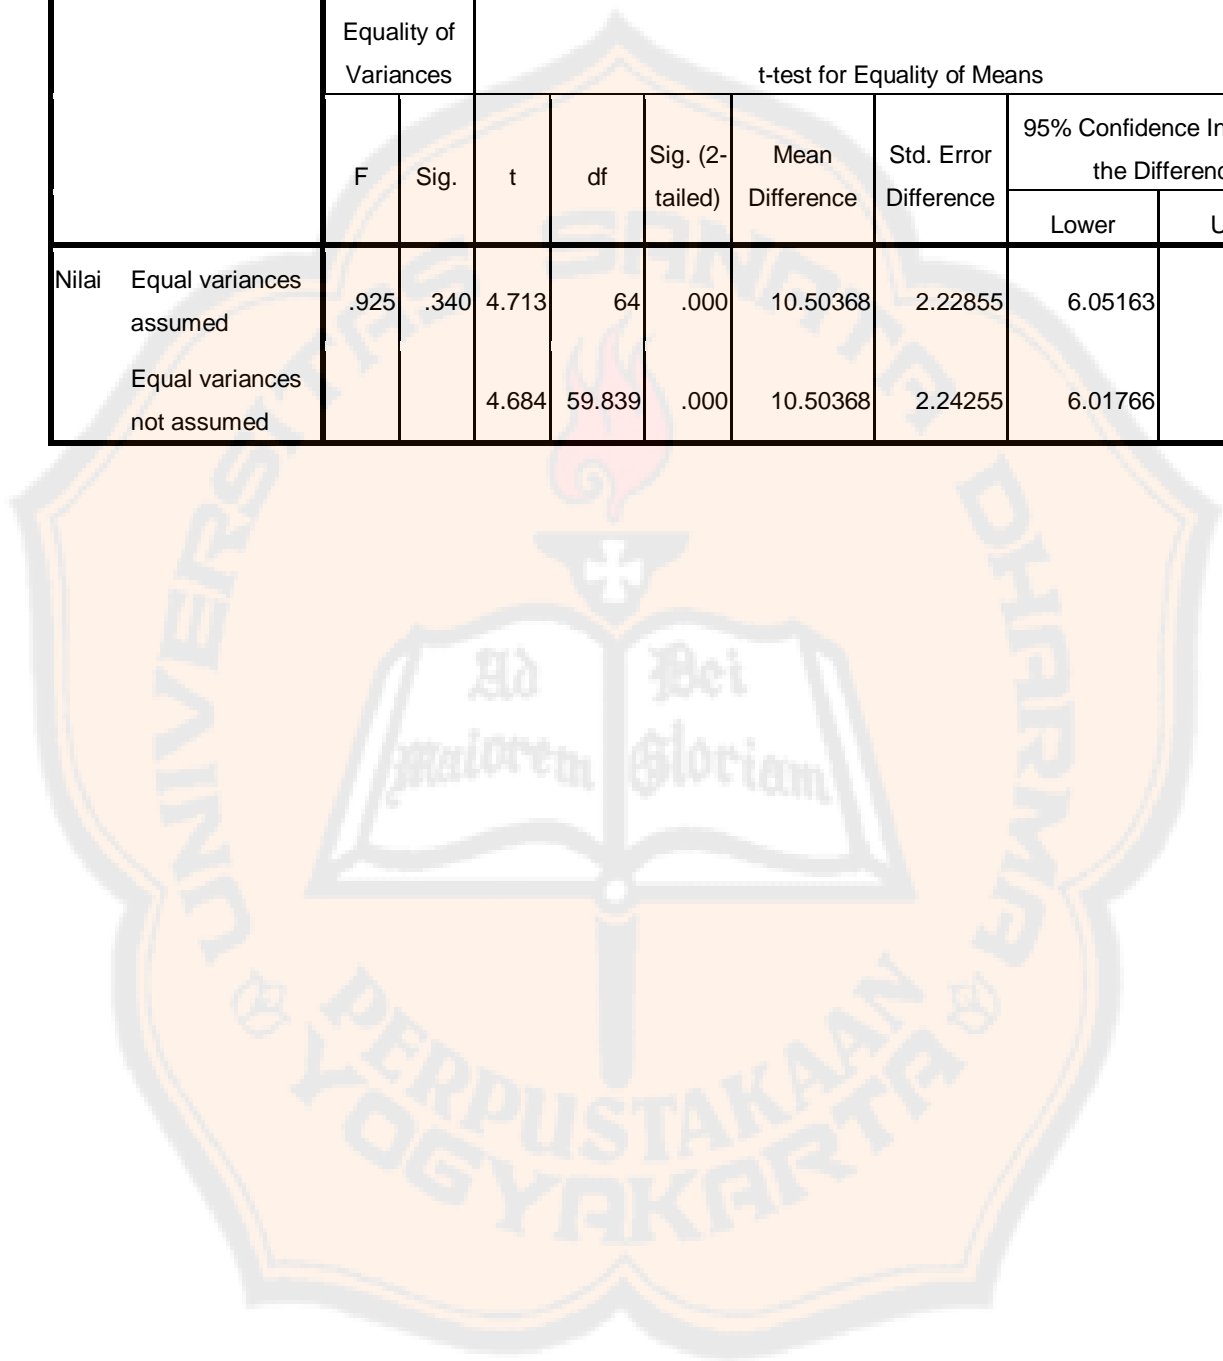 Equality of
Variances
t-test for Equality of Means
F
Sig.
t
df
Sig. (2-
tailed)
Mean
Difference
Std. Error
Difference
95% Confidence In
the Differenc
Lower
U
Nilai Equal variances
assumed
.925 .340 4.713 64 .000 10.50368 2.22855 6.05163
Equal variances
not assumed
4.684 59.839 .000 10.50368 2.24255 6.01766
UNIVERSITAS SANATA DHARMA
Ad
maiorem
Dei
Gloriam
PERPUSTAKAAN
YOGYAKARTA